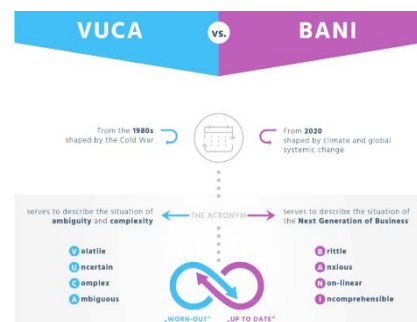 VUCA vs. BANI
From the 1980s
shaped by the Cold War
From 2020
shaped by climate and global
systemic change
serves to describe the situation of
ambiguity and complexity
THE ACRONYM
serves to describe the situation of
the Next Generation of Business
Volatile
Uncertain
Complex
Ambiguous
Brittle
Anxious
Non-linear
Incomprehensible
„WORN-OUT“
„UP TO DATE“